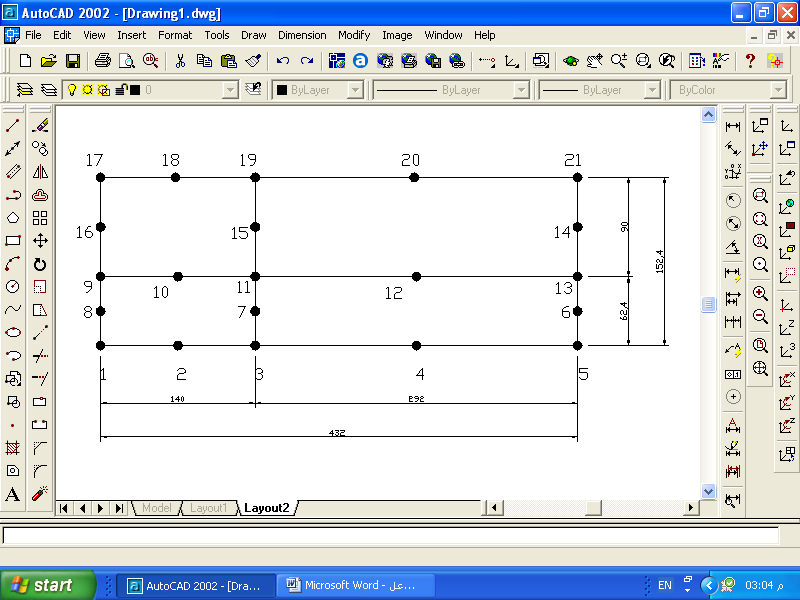 AutoCAD 2002 - [Drawing1.dwg]
File Edit View Insert Format Tools Draw Dimension Modify Image Window Help
0 ByLayer ByLayer ByLayer ByColor
17 18 19 20 21
16 15 14
90
152,4
9 10 11 12 13
8 7 6
62,4
1 2 3 4 5
140 292
432
A
Model Layout1 Layout2
start AutoCAD 2002 - [Dra... Microsoft Word - عل... EN 03:04 م